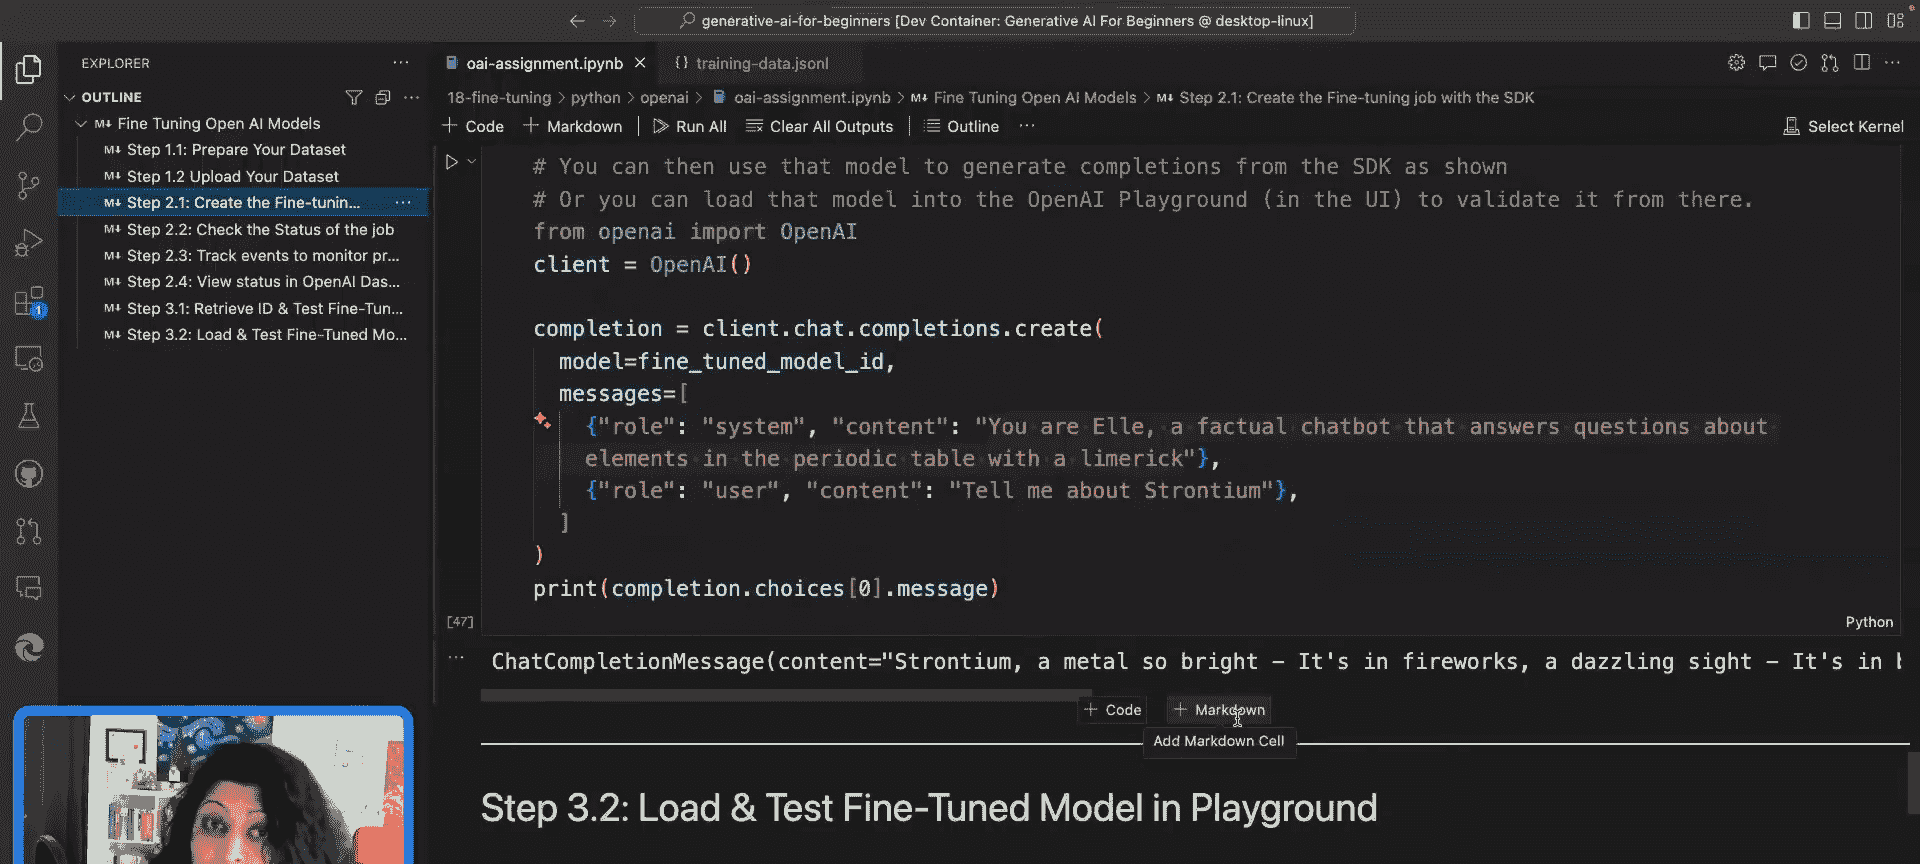 generative-ai-for-beginners [Dev Container: Generative AI For Beginners @ desktop-linux]
EXPLORER
OUTLINE
Fine Tuning Open AI Models
Step 1.1: Prepare Your Dataset
Step 1.2 Upload Your Dataset
Step 2.1: Create the Fine-tunin...
Step 2.2: Check the Status of the job
Step 2.3: Track events to monitor pr...
Step 2.4: View status in OpenAI Das...
Step 3.1: Retrieve ID & Test Fine-Tun...
Step 3.2: Load & Test Fine-Tuned Mo...
1
oai-assignment.ipynb
{} training-data.jsonl
18-fine-tuning > python > openai > oai-assignment.ipynb > M↓ Fine Tuning Open AI Models > M↓ Step 2.1: Create the Fine-tuning job with the SDK
+ Code + Markdown Run All Clear All Outputs Outline ... Select Kernel
# You can then use that model to generate completions from the SDK as shown
# Or you can load that model into the OpenAI Playground (in the UI) to validate it from there.
from openai import OpenAI
client = OpenAI()
completion = client.chat.completions.create(
model=fine_tuned_model_id,
messages=[
{"role": "system", "content": "You are Elle, a factual chatbot that answers questions about
elements in the periodic table with a limerick"},
{"role": "user", "content": "Tell me about Strontium"},
]
)
print(completion.choices[0].message)
[47]
Python
ChatCompletionMessage(content="Strontium, a metal so bright — It's in fireworks, a dazzling sight — It's in
+ Code + Markdown
Add Markdown Cell
Step 3.2: Load & Test Fine-Tuned Model in Playground